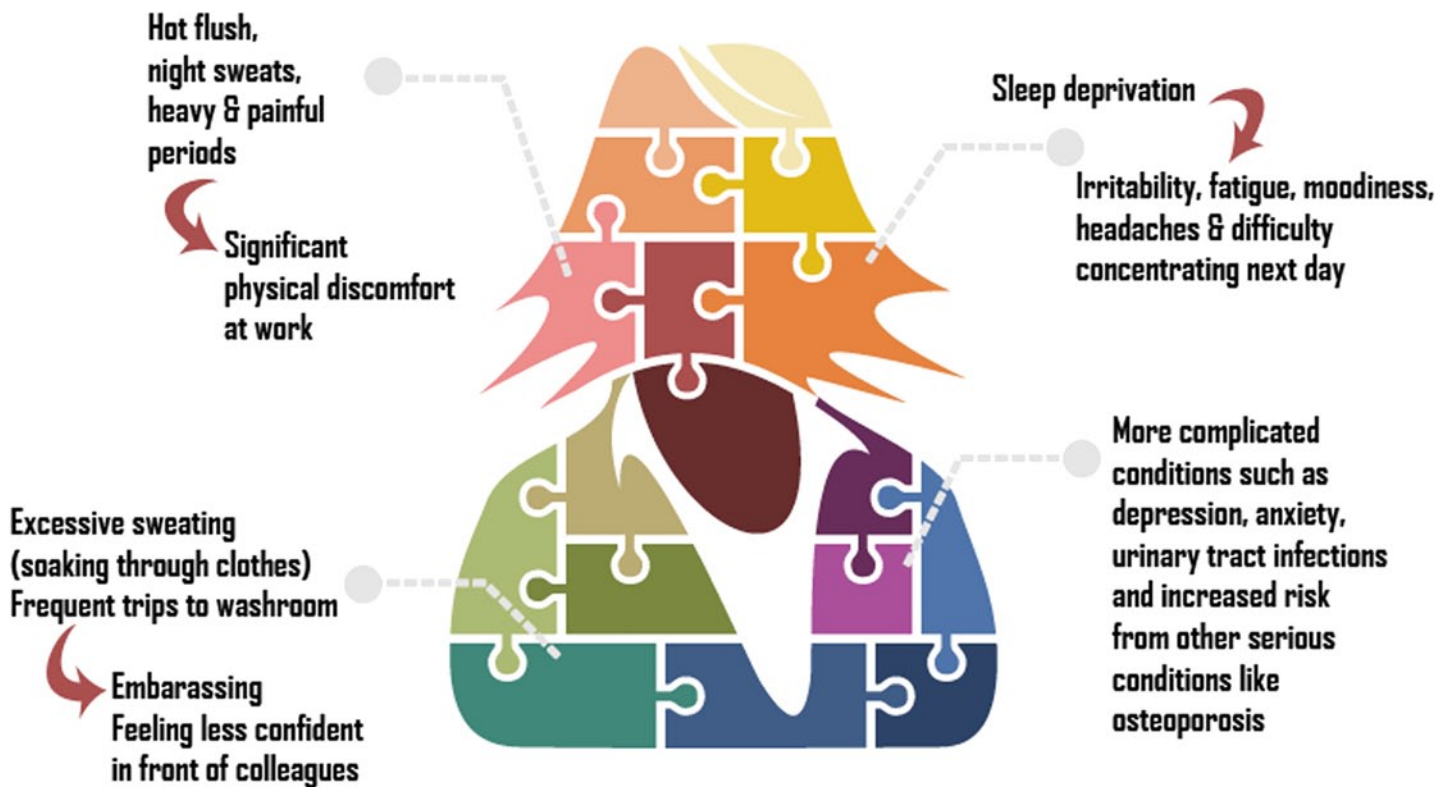 Hot flush,
night sweats,
heavy & painful
periods
Significant
physical discomfort
at work
Sleep deprivation
Irritability, fatigue, moodiness,
headaches & difficulty
concentrating next day
Excessive sweating
(soaking through clothes)
Frequent trips to washroom
Embarassing
Feeling less confident
in front of colleagues
More complicated
conditions such as
depression, anxiety,
urinary tract infections
and increased risk
from other serious
conditions like
osteoporosis